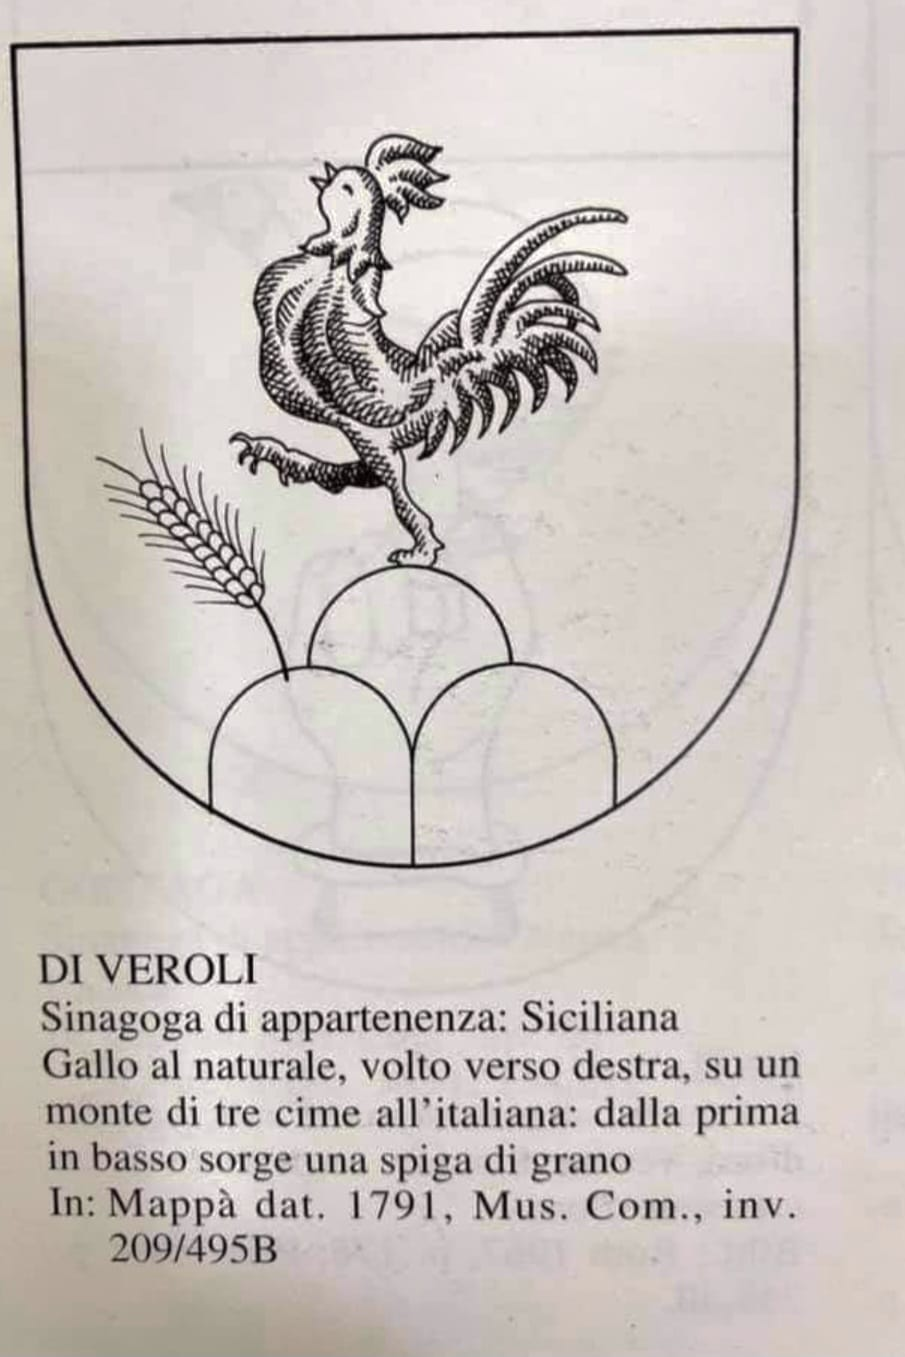 DI VEROLI
Sinagoga di appartenenza: Siciliana
Gallo al naturale, volto verso destra, su un
monte di tre cime all'italiana: dalla prima
in basso sorge una spiga di grano
In: Mappà dat. 1791, Mus. Com., inv.
209/495B